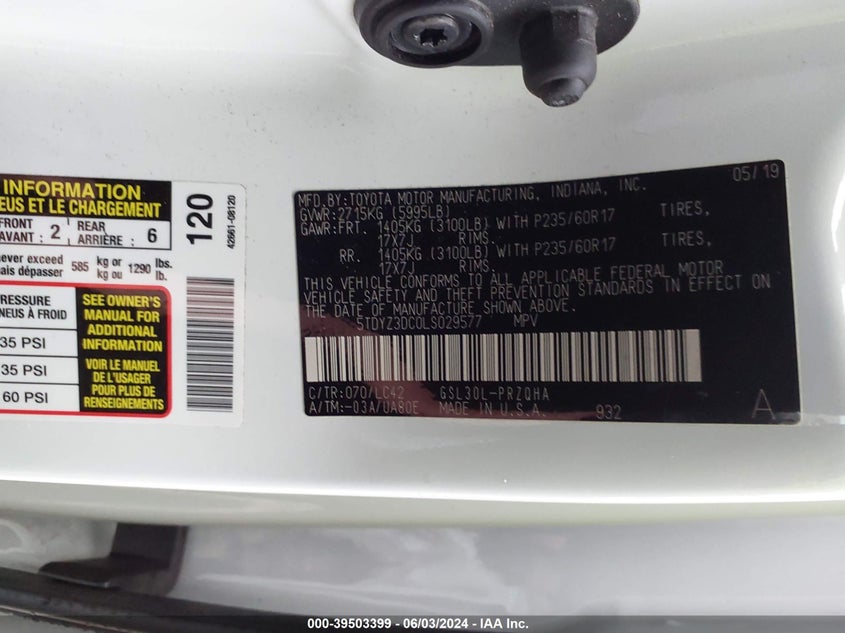 INFORMATION
EUS ET LE CHARGEMENT
FRONT
AVANT : 2
REAR
ARRIÈRE : 6
never exceed
ais dépasser 585 kg or
kg ou 1290 lbs.
lb.
PRESSURE
NEUS À FROID
35 PSI
35 PSI
60 PSI
SEE OWNER'S
MANUAL FOR
ADDITIONAL
INFORMATION
VOIR LE MANUEL
DE L'USAGER
POUR PLUS DE
RENSEIGNEMENTS
120
42661-08120
MFD. BY: TOYOTA MOTOR MANUFACTURING, INDIANA, INC. 05/19
GVWR: 2715KG (5995LB)
GAWR: FRT. 1405KG (3100LB) WITH P235/60R17 TIRES,
17X7J RIMS.
RR. 1405KG (3100LB) WITH P235/60R17 TIRES,
17X7J RIMS.
THIS VEHICLE CONFORMS TO ALL APPLICABLE FEDERAL MOTOR
VEHICLE SAFETY AND THEFT PREVENTION STANDARDS IN EFFECT ON
THE DATE OF MANUFACTURE SHOWN ABOVE.
5TDYZ3DC0LS029577 MPV
C/TR: 070/LC42 GSL30L-PRZQHA
A/TM: -03A/UA80E MADE IN U.S.A. 932 A
000-39503399 - 06/03/2024 - IAA Inc.